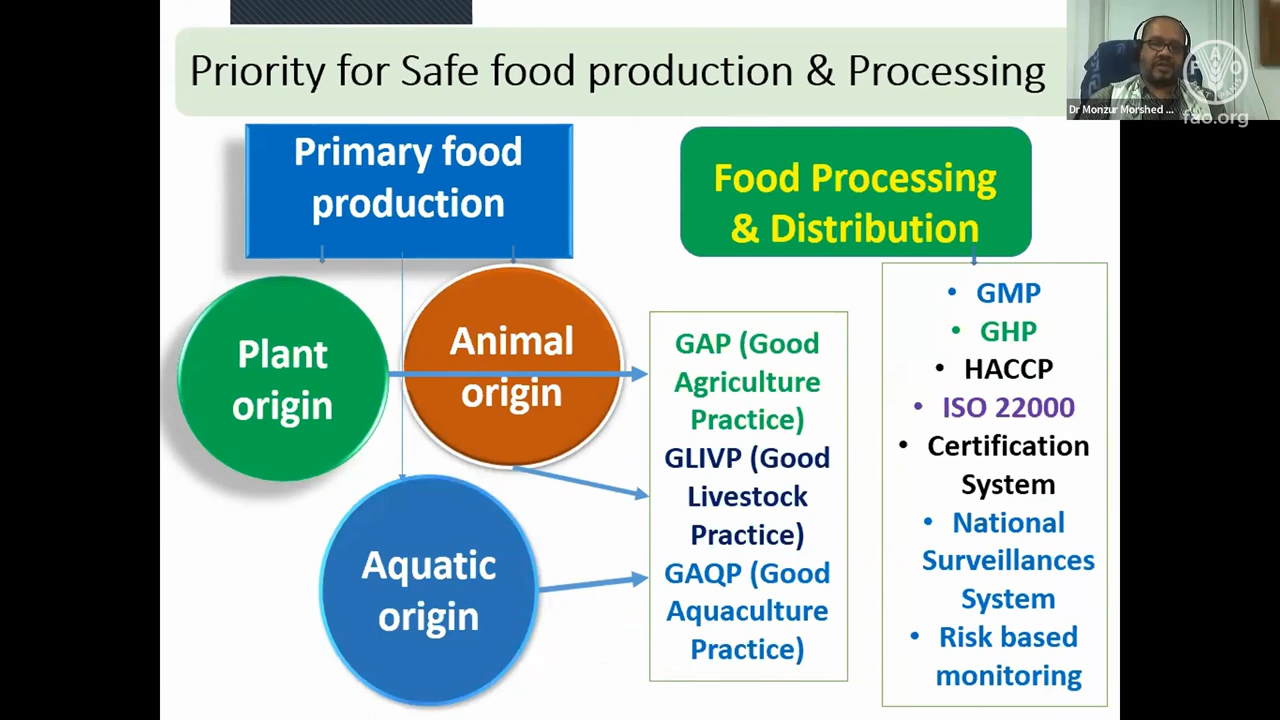 Priority for Safe food production & Processing
Dr Monzur Morshed ...
FAO
fao.org
Primary food
production
Food Processing
& Distribution
Plant
origin
Animal
origin
Aquatic
origin
GAP (Good
Agriculture
Practice)
GLIVP (Good
Livestock
Practice)
GAQP (Good
Aquaculture
Practice)
• GMP
• GHP
• HACCP
• ISO 22000
• Certification
System
• National
Surveillances
System
• Risk based
monitoring